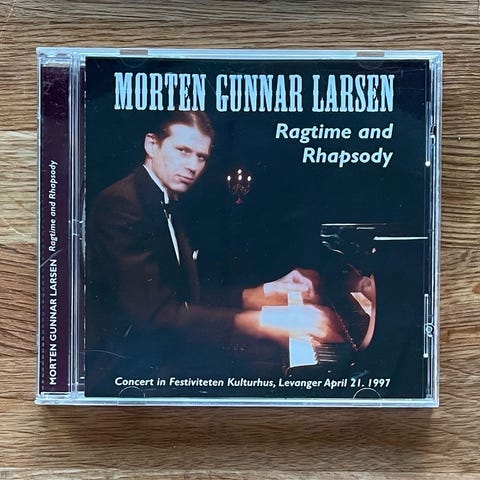 MORTEN GUNNAR LARSEN
Ragtime and
Rhapsody
Concert in Festiviteten Kulturhus, Levanger April 21. 1997
MORTEN GUNNAR LARSEN Ragtime and Rhapsody